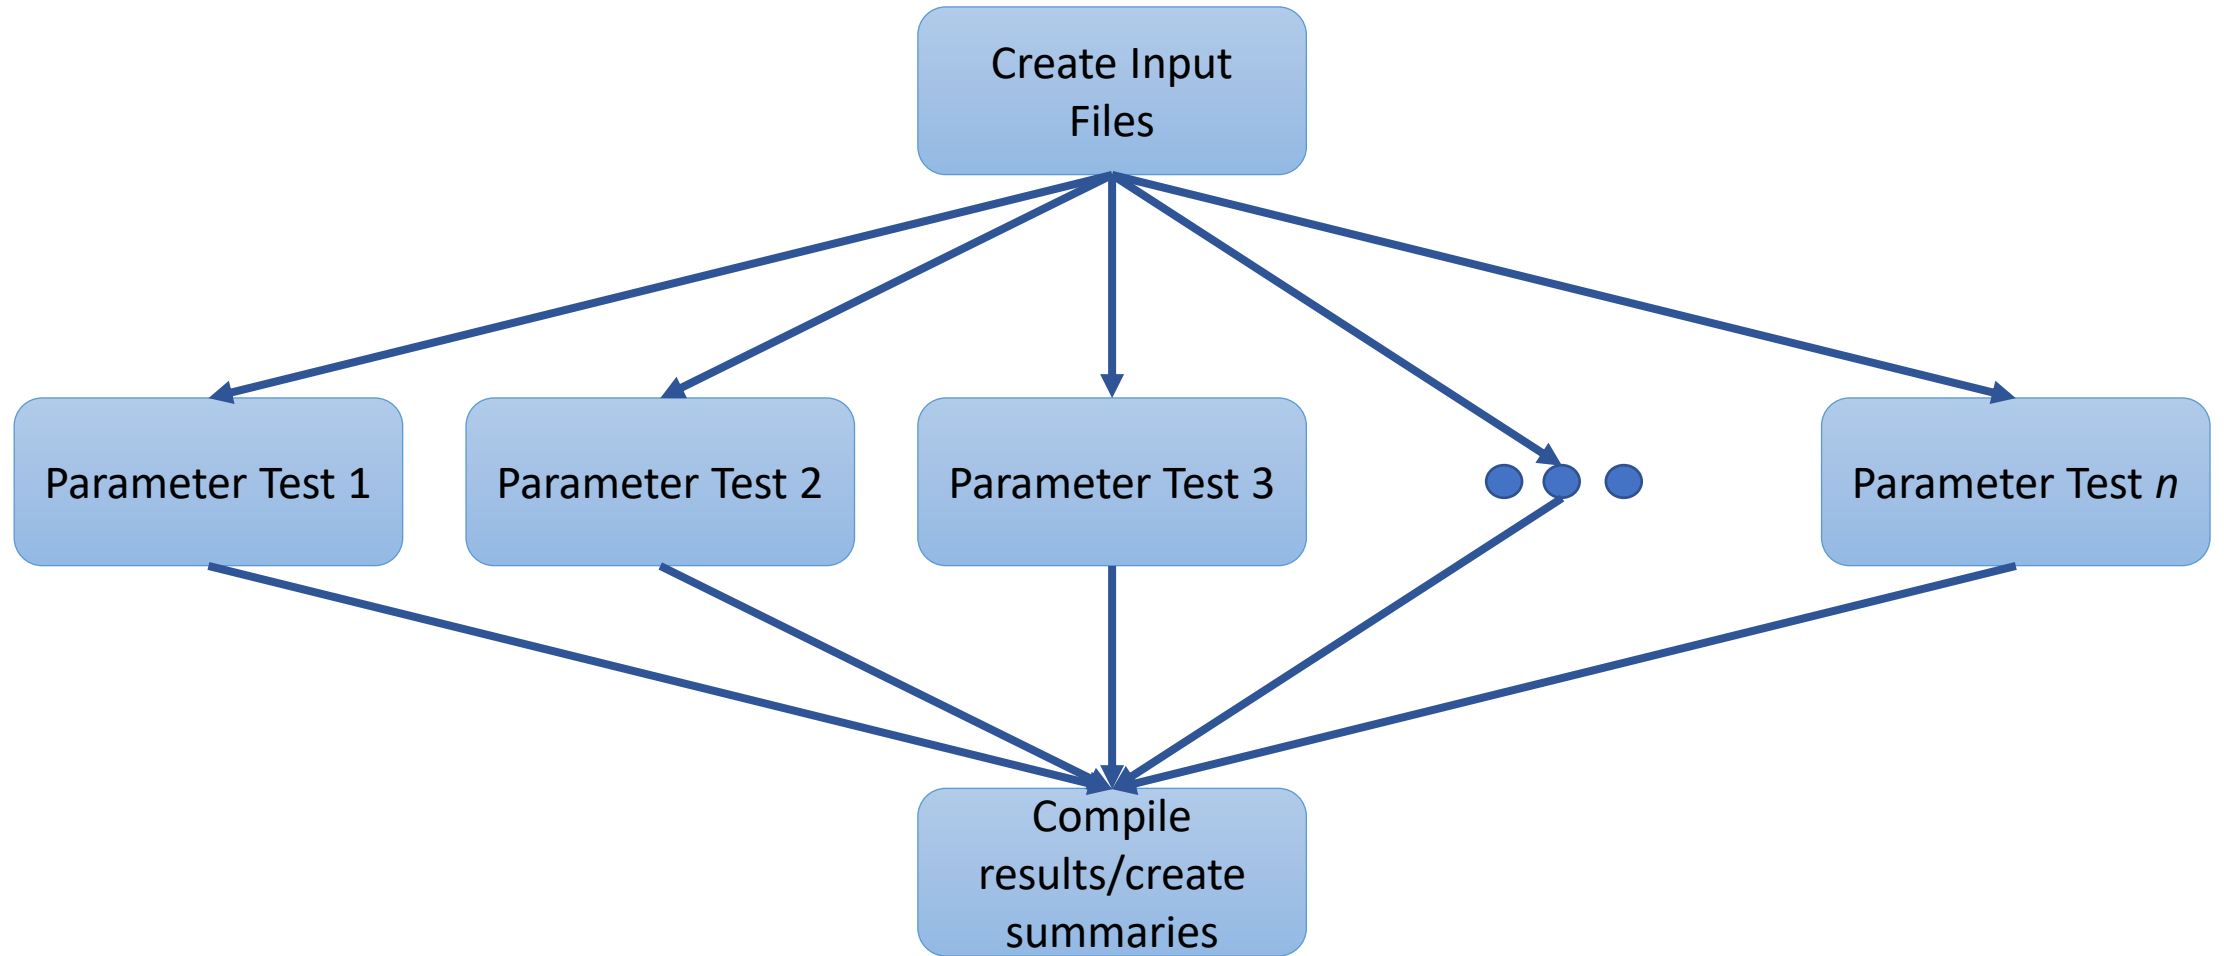 Create Input
Files
Parameter Test 1
Parameter Test 2
Parameter Test 3
Parameter Test n
Compile
results/create
summaries